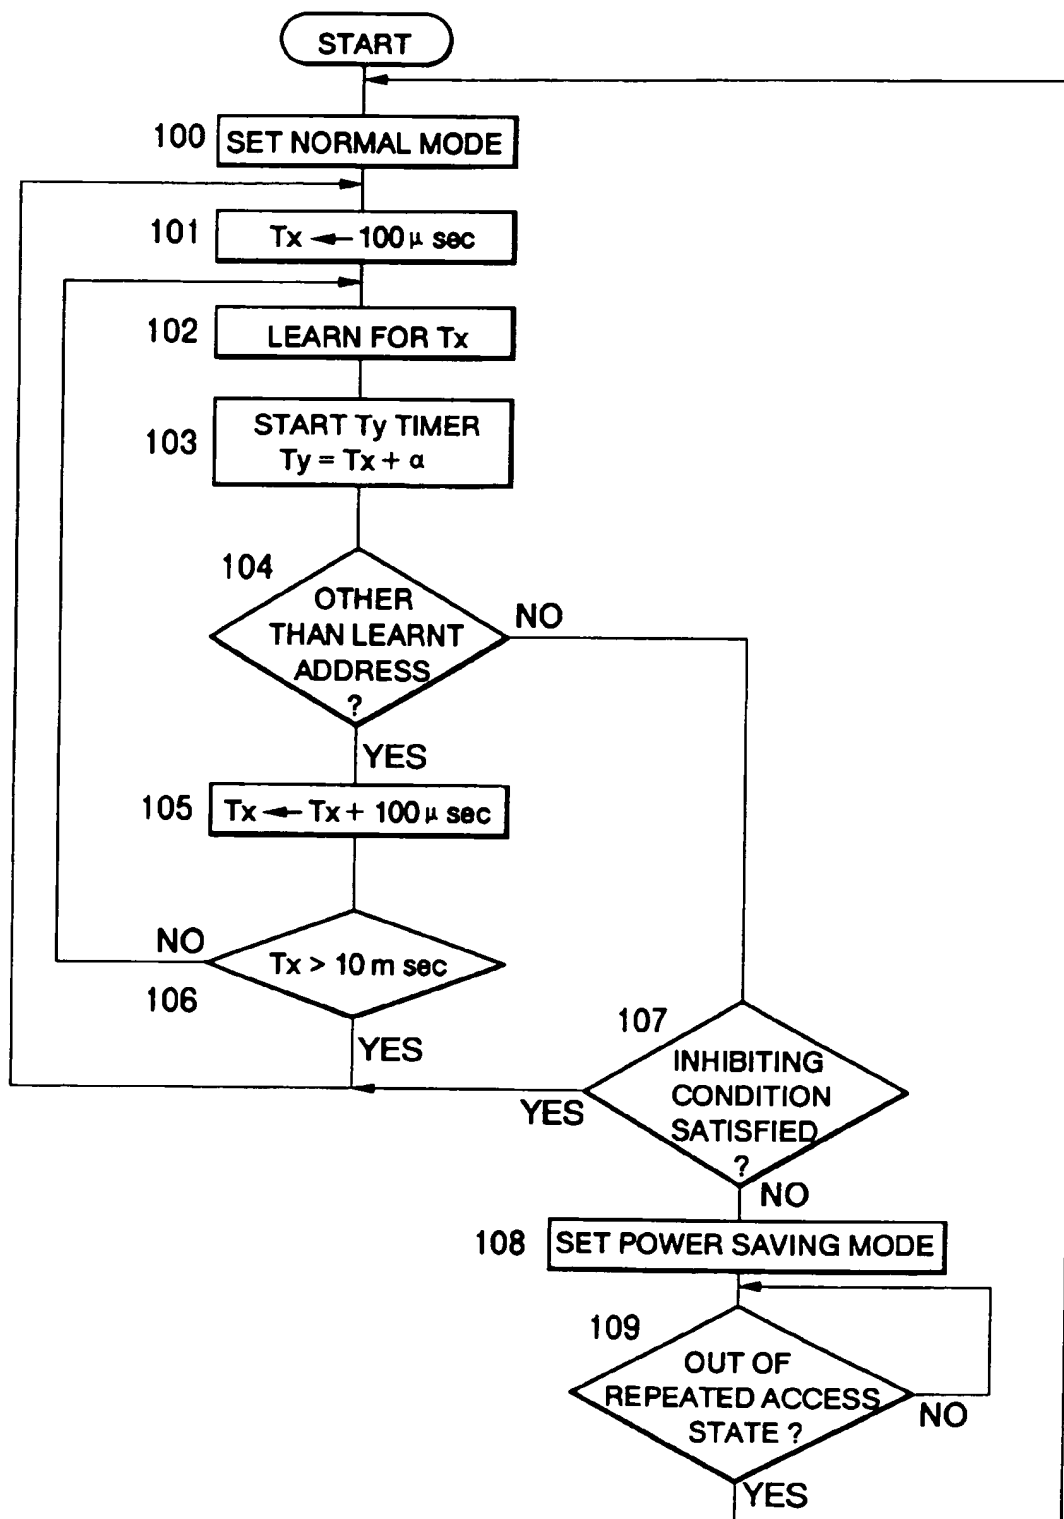 START
100
SET NORMAL MODE
101
Tx ← 100 μ sec
102
LEARN FOR Tx
103
START Ty TIMER
Ty = Tx + α
104
OTHER
THAN LEARNT
ADDRESS
?
NO
YES
105
Tx ← Tx + 100 μ sec
NO
Tx > 10 m sec
106
YES
107
INHIBITING
CONDITION
SATISFIED
?
YES
NO
108
SET POWER SAVING MODE
109
OUT OF
REPEATED ACCESS
STATE ?
NO
YES